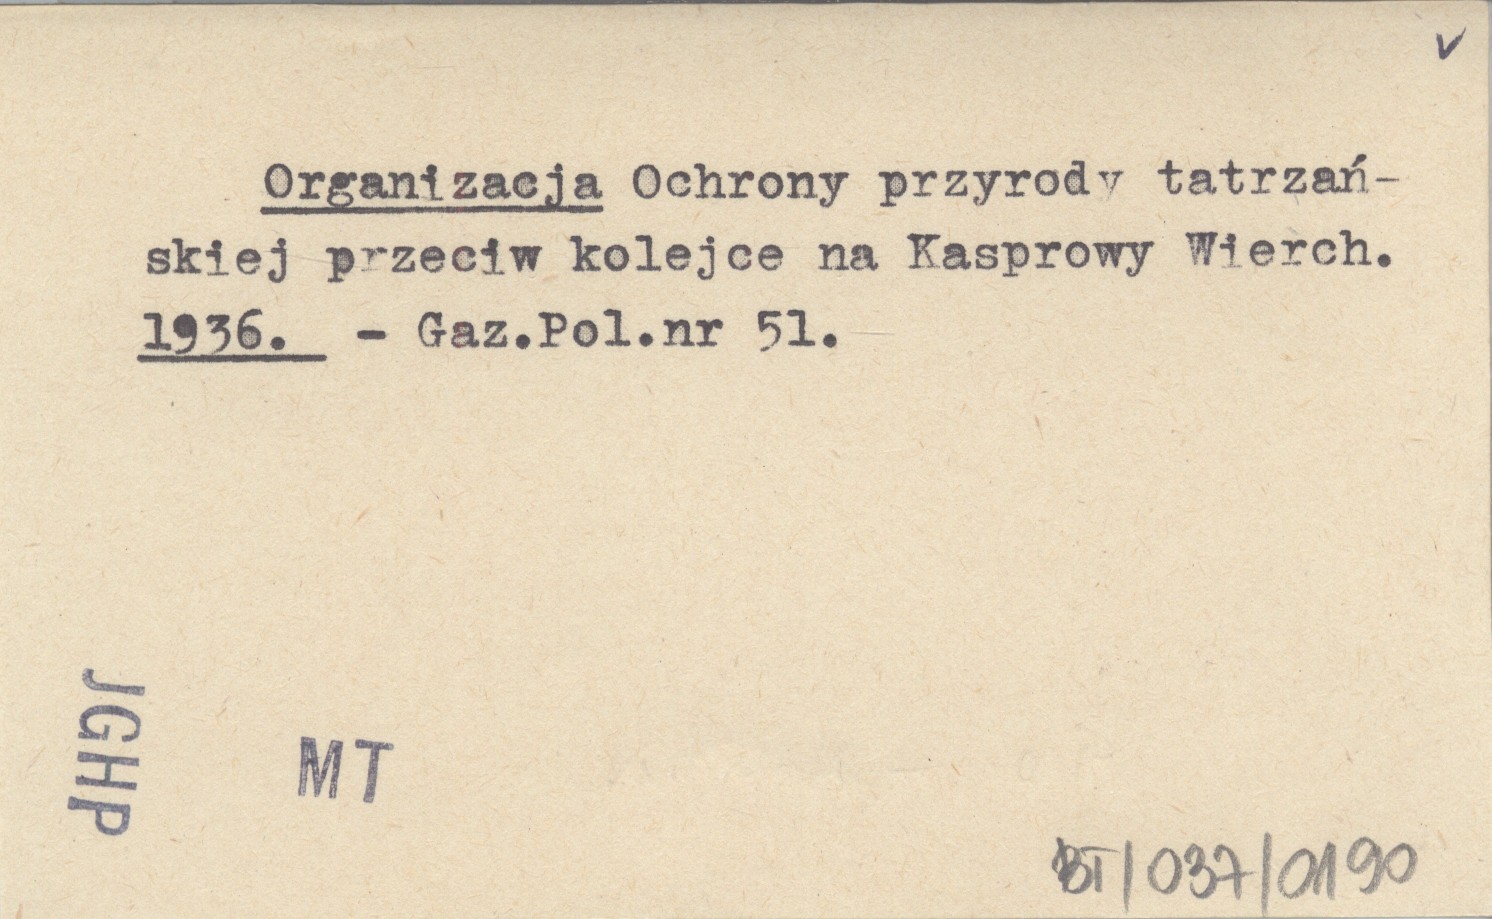 Organizacja Ochrony przyrody tatrzań-
skiej przeciw kolejce na Kasprowy Wierch.
1936. - Gaz.Pol.nr 51.
JGHP
MT
BT/037/0190